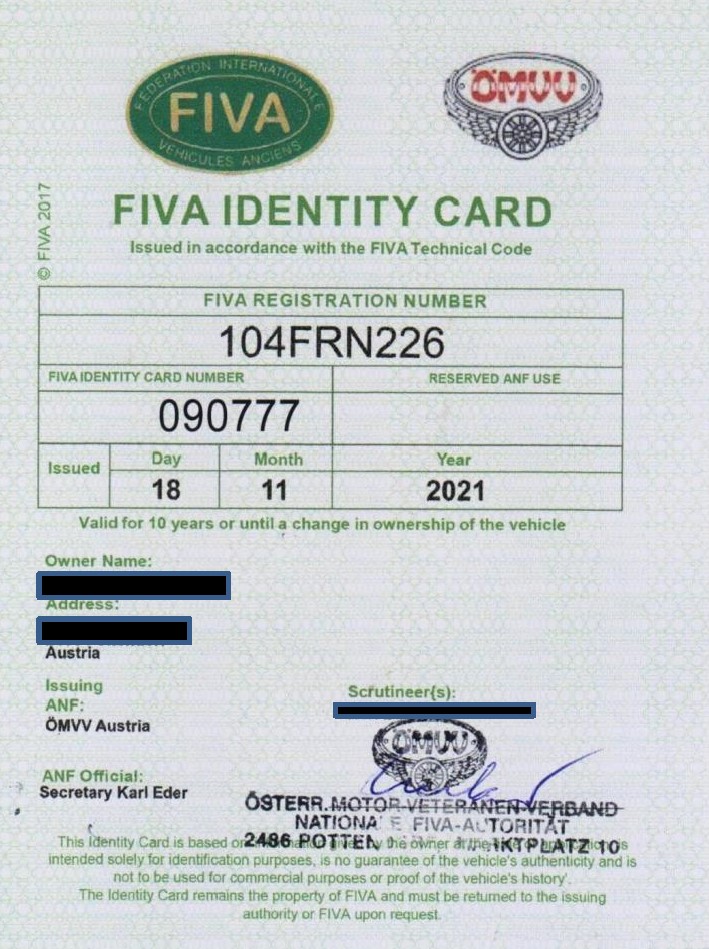 FEDERATION INTERNATIONALE
FIVA
VEHICULES ANCIENS
ÖMVV
© FIVA 2017
FIVA IDENTITY CARD
Issued in accordance with the FIVA Technical Code
FIVA REGISTRATION NUMBER
104FRN226
FIVA IDENTITY CARD NUMBER
RESERVED ANF USE
090777
Issued
Day
Month
Year
18
11
2021
Valid for 10 years or until a change in ownership of the vehicle
Owner Name:
Address:
Austria
Issuing
ANF:
ÖMVV Austria
Scrutineer(s):
ÖMVV
ANF Official:
Secretary Karl Eder
ÖSTERR. MOTOR-VETERANEN-VERBAND
NATIONALE FIVA-AUTORITÄT
2486 POTTEN
PLATZ 10
This Identity Card is based on by the owner is
intended solely for identification purposes, is no guarantee of the vehicle's authenticity and is
not to be used for commercial purposes or proof of the vehicle's history.
The Identity Card remains the property of FIVA and must be returned to the issuing
authority or FIVA upon request.